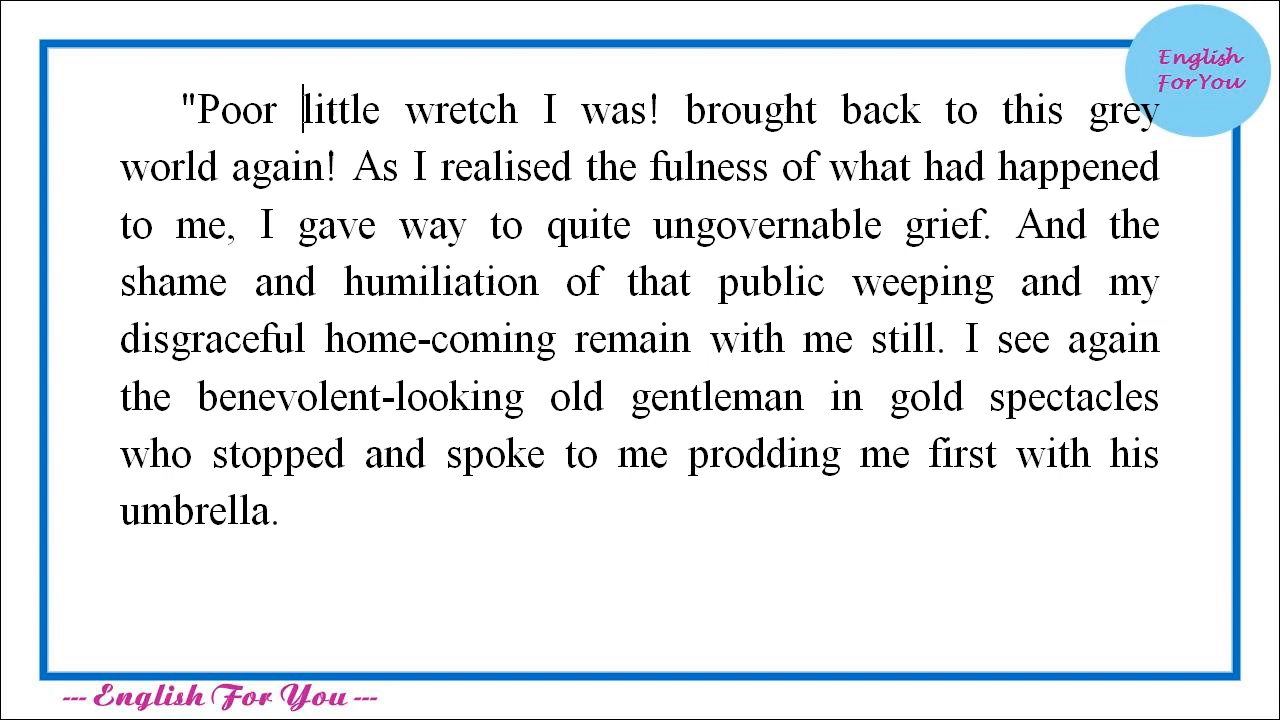 English
ForYou
"Poor little wretch I was! brought back to this grey
world again! As I realised the fulness of what had happened
to me, I gave way to quite ungovernable grief. And the
shame and humiliation of that public weeping and my
disgraceful home-coming remain with me still. I see again
the benevolent-looking old gentleman in gold spectacles
who stopped and spoke to me prodding me first with his
umbrella.
--- English For You ---